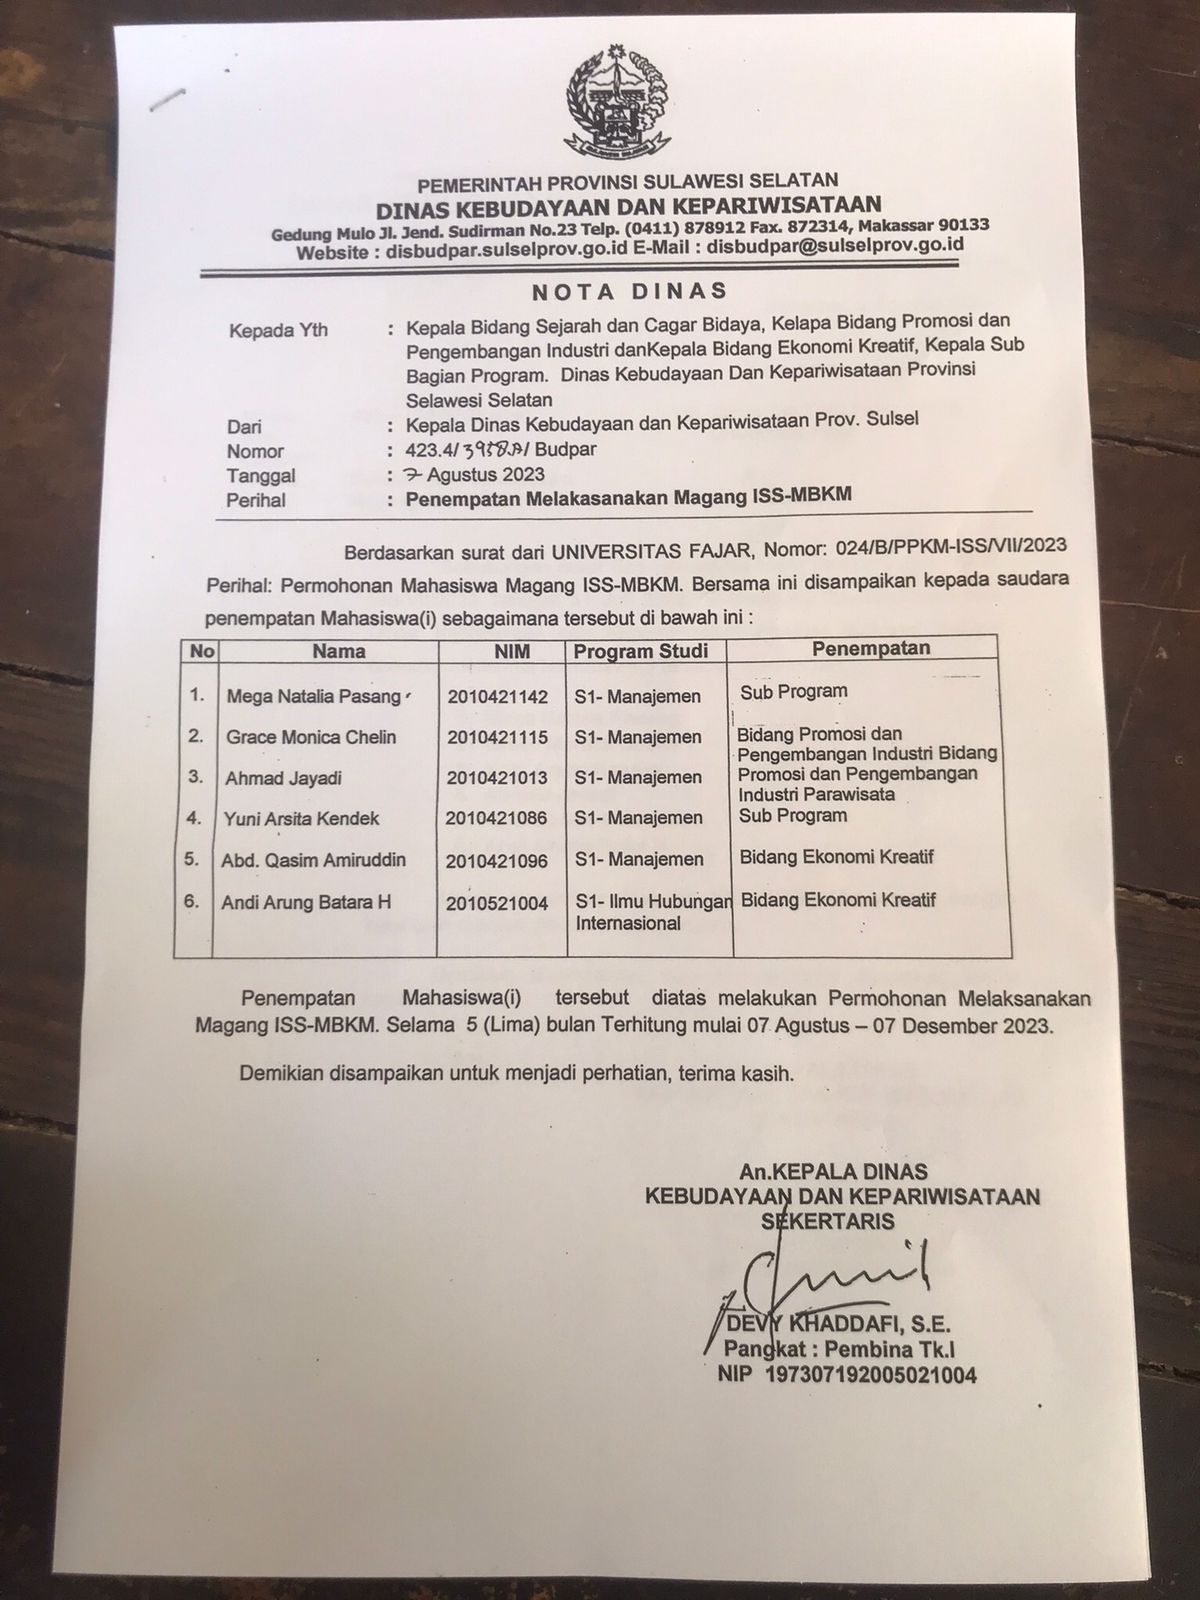 PEMERINTAH PROVINSI SULAWESI SELATAN
DINAS KEBUDAYAAN DAN KEPARIWISATAAN
Gedung Mulo Jl. Jend. Sudirman No.23 Telp. (0411) 878912 Fax. 872314, Makassar 90133
Website : disbudpar.sulselprov.go.id E-Mail : disbudpar@sulselprov.go.id
NOTA DINAS
Kepada Yth : Kepala Bidang Sejarah dan Cagar Bidaya, Kelapa Bidang Promosi dan
Pengembangan Industri danKepala Bidang Ekonomi Kreatif, Kepala Sub
Bagian Program. Dinas Kebudayaan Dan Kepariwisataan Provinsi
Selawesi Selatan
Dari : Kepala Dinas Kebudayaan dan Kepariwisataan Prov. Sulsel
Nomor : 423.4/3958.A/ Budpar
Tanggal : 7 Agustus 2023
Perihal : Penempatan Melakasanakan Magang ISS-MBKM
Berdasarkan surat dari UNIVERSITAS FAJAR, Nomor: 024/B/PPKM-ISS/VII/2023
Perihal: Permohonan Mahasiswa Magang ISS-MBKM. Bersama ini disampaikan kepada saudara
penempatan Mahasiswa(i) sebagaimana tersebut di bawah ini :
No Nama NIM Program Studi Penempatan
1. Mega Natalia Pasang 2010421142 S1- Manajemen Sub Program
2. Grace Monica Chelin 2010421115 S1- Manajemen Bidang Promosi dan
Pengembangan Industri Bidang
3. Ahmad Jayadi 2010421013 S1- Manajemen Promosi dan Pengembangan
Industri Parawisata
4. Yuni Arsita Kendek 2010421086 S1- Manajemen Sub Program
5. Abd. Qasim Amiruddin 2010421096 S1- Manajemen Bidang Ekonomi Kreatif
6. Andi Arung Batara H 2010521004 S1- Ilmu Hubungan Bidang Ekonomi Kreatif
Internasional
Penempatan Mahasiswa(i) tersebut diatas melakukan Permohonan Melaksanakan
Magang ISS-MBKM. Selama 5 (Lima) bulan Terhitung mulai 07 Agustus – 07 Desember 2023.
Demikian disampaikan untuk menjadi perhatian, terima kasih.
An.KEPALA DINAS
KEBUDAYAAN DAN KEPARIWISATAAN
SEKERTARIS
DEVY KHADDAFI, S.E.
Pangkat : Pembina Tk.I
NIP 197307192005021004